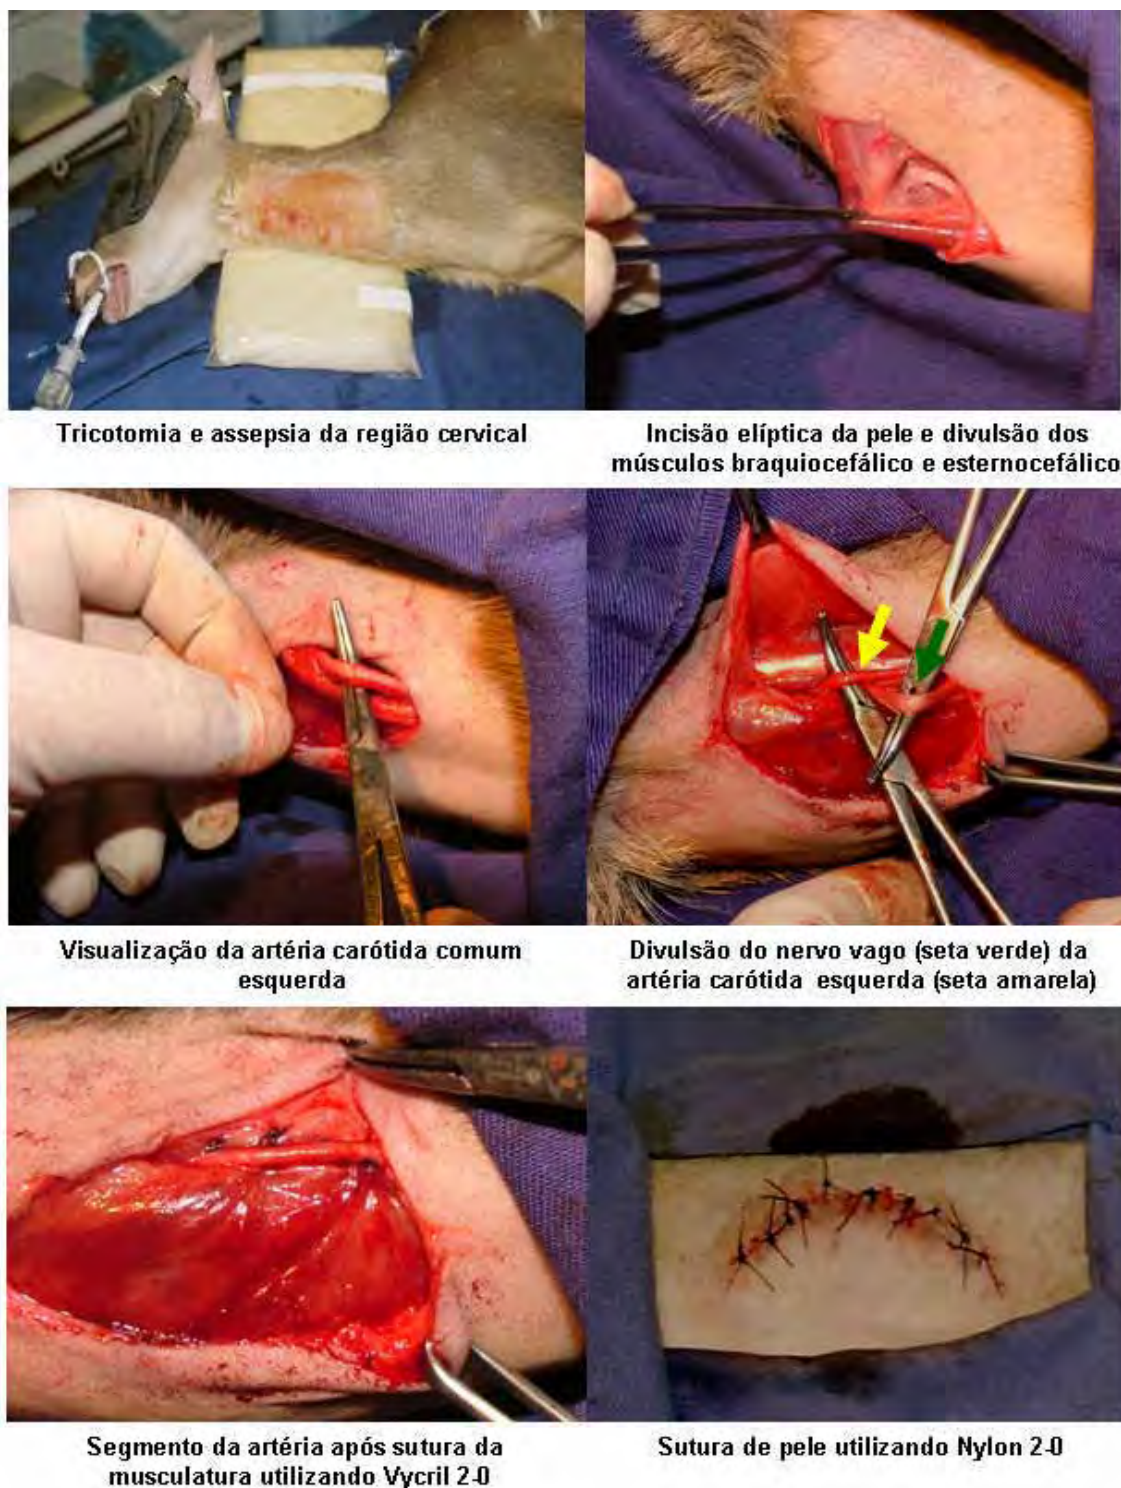 Tricotomia e assepsia da região cervical
Incisão elíptica da pele e divulsão dos
músculos braquiocefálico e esternocefálico
Visualização da artéria carótida comum
esquerda
Divulsão do nervo vago (seta verde) da
artéria carótida esquerda (seta amarela)
Segmento da artéria após sutura da
musculatura utilizando Vycril 2-0
Sutura de pele utilizando Nylon 2-0